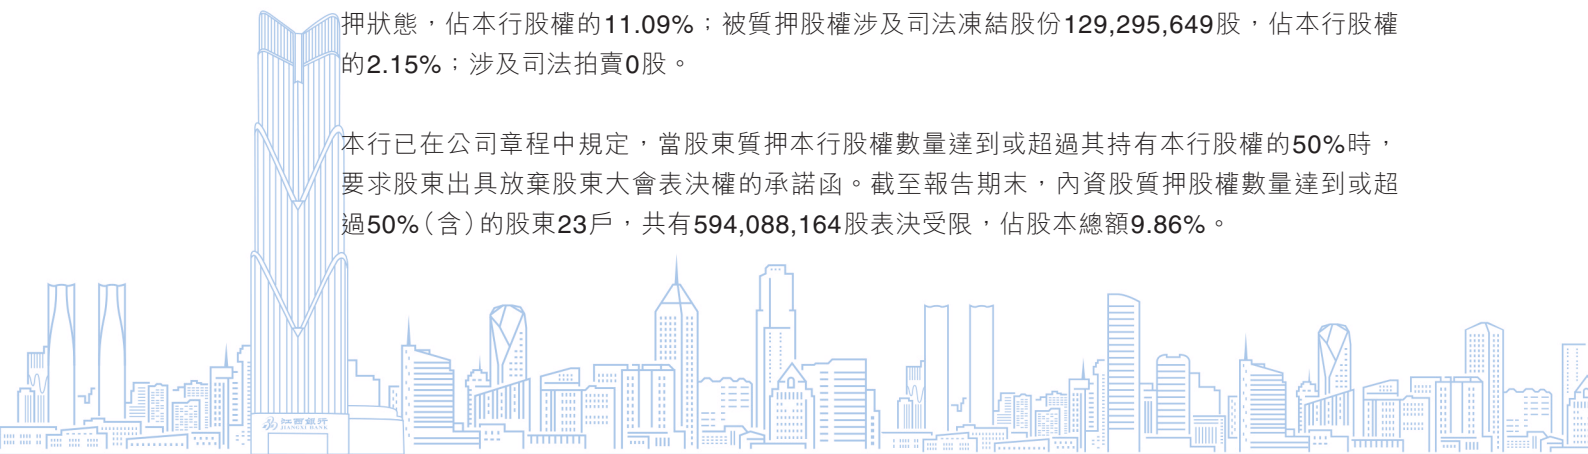 押狀態，佔本行股權的11.09%；被質押股權涉及司法凍結股份129,295,649股，佔本行股權
的2.15%；涉及司法拍賣0股。
本行已在公司章程中規定，當股東質押本行股權數量達到或超過其持有本行股權的50%時，
要求股東出具放棄股東大會表決權的承諾函。截至報告期末，內資股質押股權數量達到或超
過50%（含）的股東23戶，共有594,088,164股表決受限，佔股本總額9.86%。
江西銀行
JIANGXI BANK